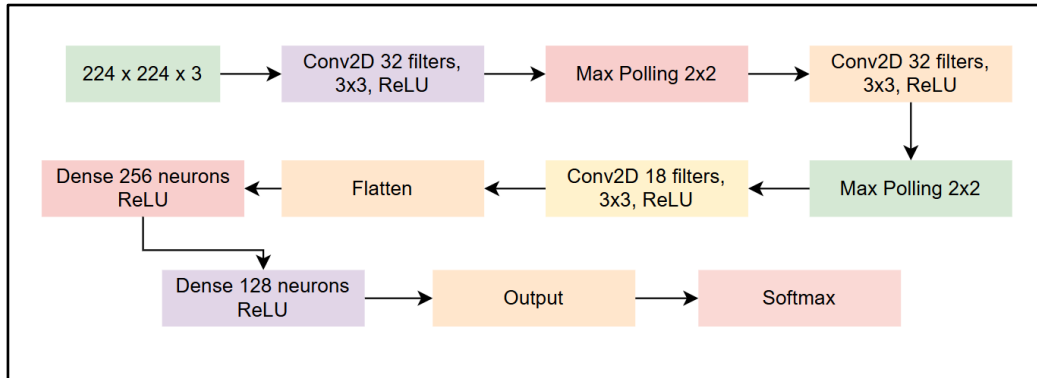 224 x 224 x 3
Conv2D 32 filters,
3x3, ReLU
Max Polling 2x2
Conv2D 32 filters,
3x3, ReLU
Max Polling 2x2
Conv2D 18 filters,
3x3, ReLU
Flatten
Dense 256 neurons
ReLU
Dense 128 neurons
ReLU
Output
Softmax